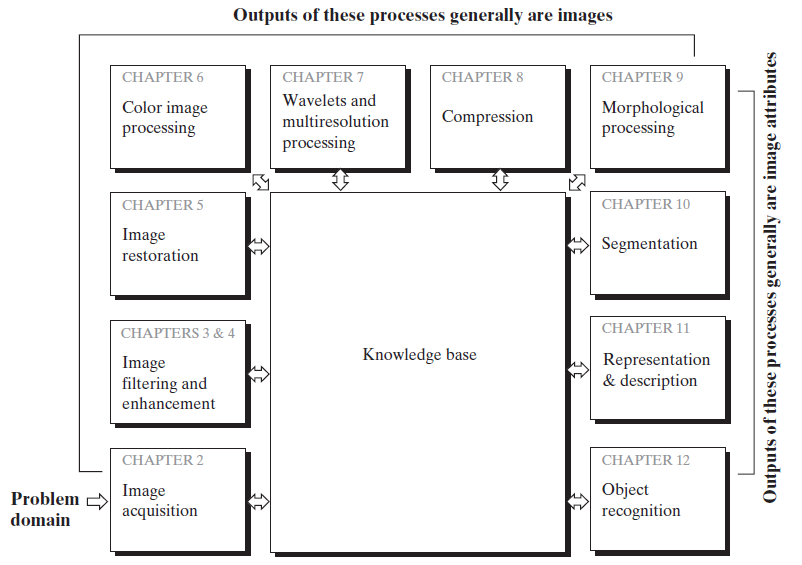 Outputs of these processes generally are images
CHAPTER 6
Color image
processing
CHAPTER 7
Wavelets and
multiresolution
processing
CHAPTER 8
Compression
CHAPTER 9
Morphological
processing
Outputs of these processes generally are image attributes
CHAPTER 5
Image
restoration
CHAPTER 10
Segmentation
CHAPTERS 3 & 4
Image
filtering and
enhancement
Knowledge base
CHAPTER 11
Representation
& description
CHAPTER 2
Image
acquisition
Problem
domain
CHAPTER 12
Object
recognition